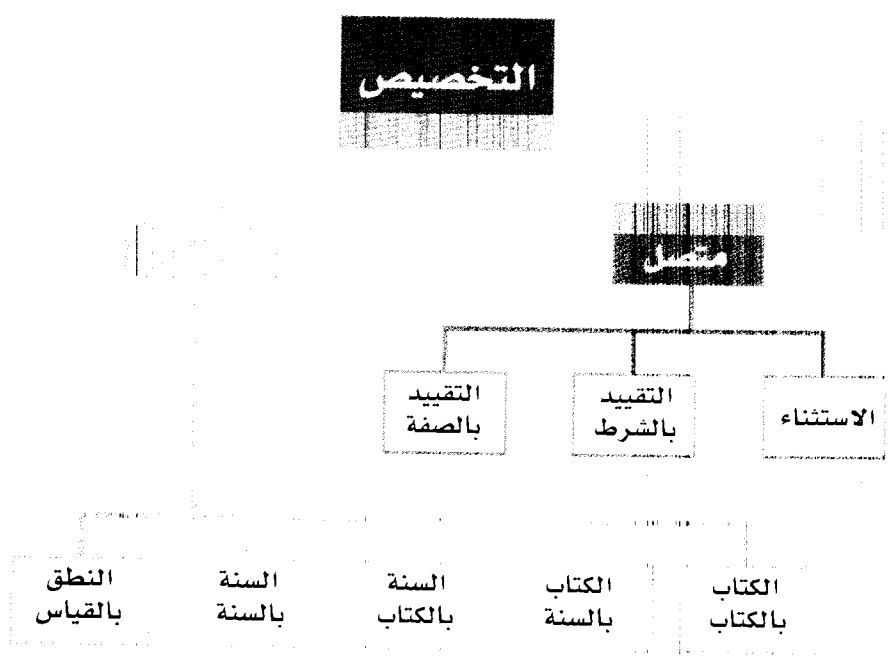 التخصيص
متصل
الاستثناء
التقييد
بالشرط
التقييد
بالصفة
الكتاب
بالكتاب
الكتاب
بالسنة
السنة
بالكتاب
السنة
بالسنة
النطق
بالقياس